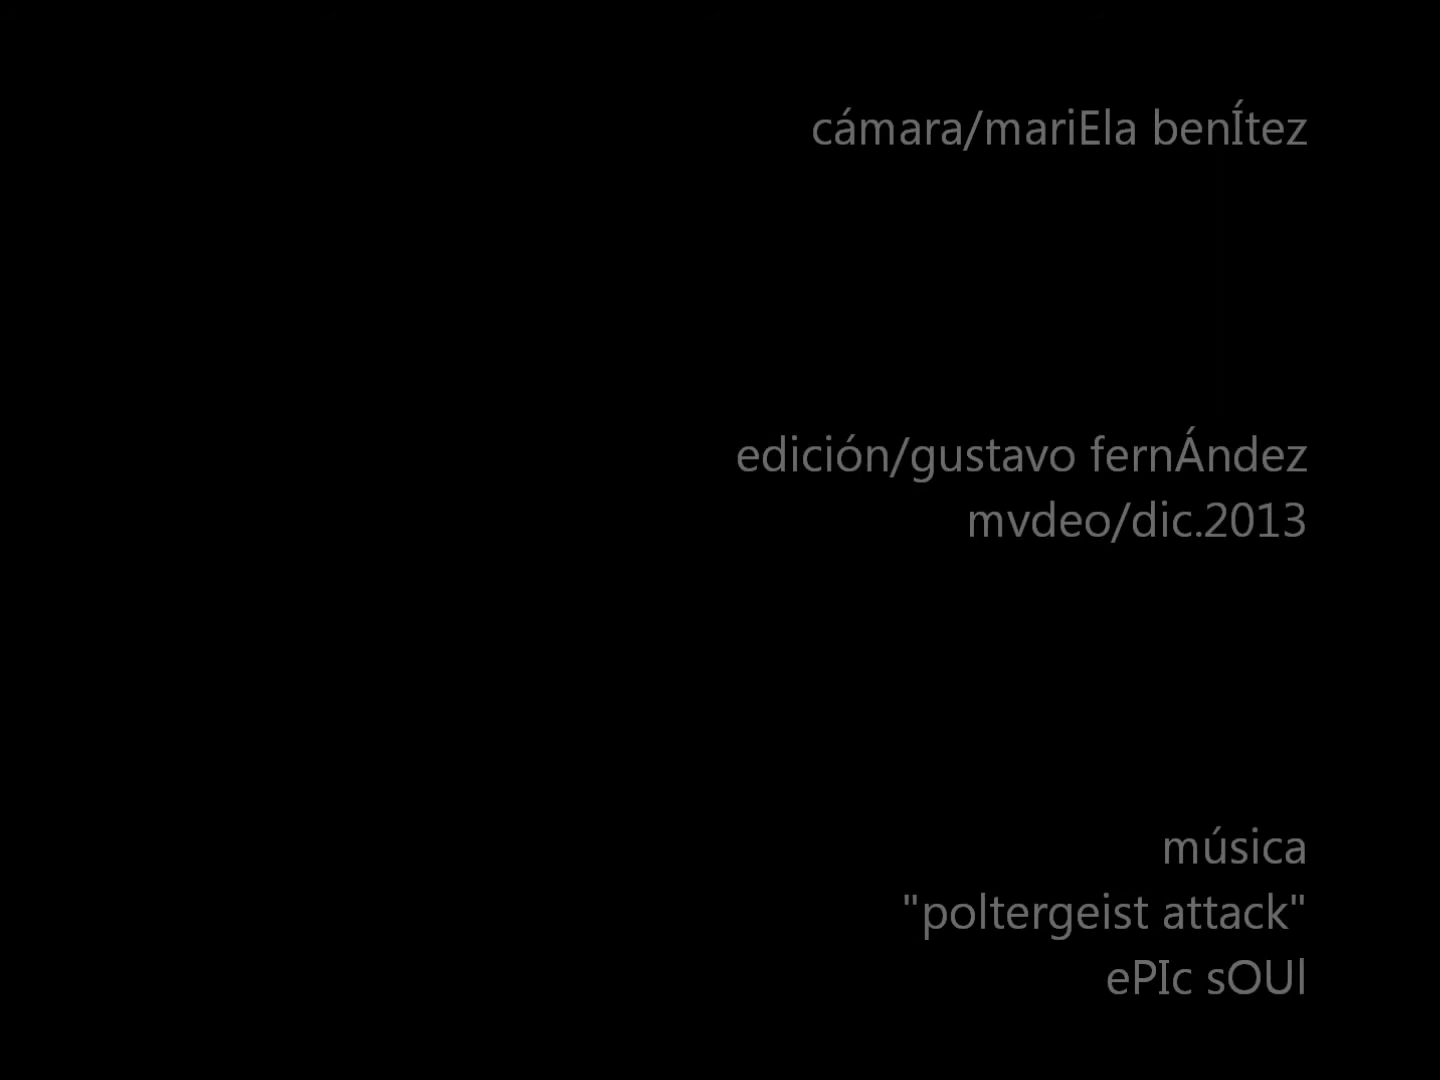 cámara/mariEla benÍtez
edición/gustavo fernÁndez
mvdeo/dic.2013
música
"poltergeist attack"
ePIc sOUl